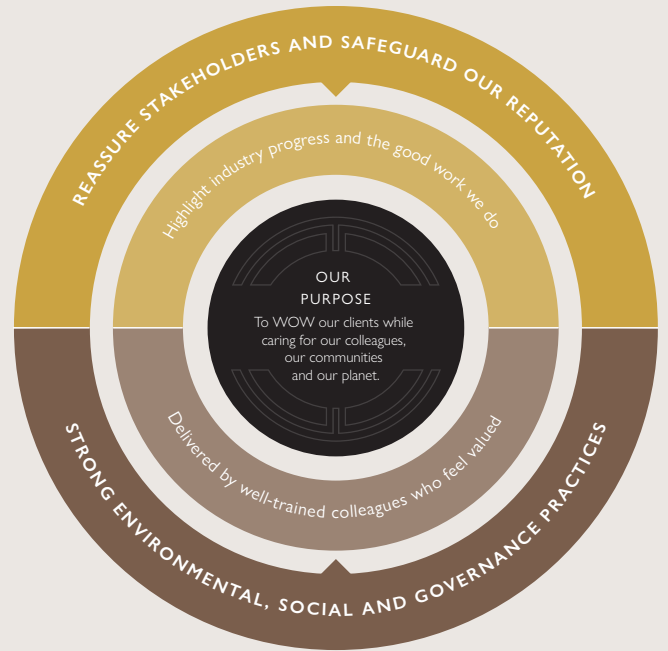 REASSURE STAKEHOLDERS AND SAFEGUARD OUR REPUTATION
Highlight industry progress and the good work we do
OUR
PURPOSE
To WOW our clients while
caring for our colleagues,
our communities
and our planet.
Delivered by well-trained colleagues who feel valued
STRONG ENVIRONMENTAL, SOCIAL AND GOVERNANCE PRACTICES